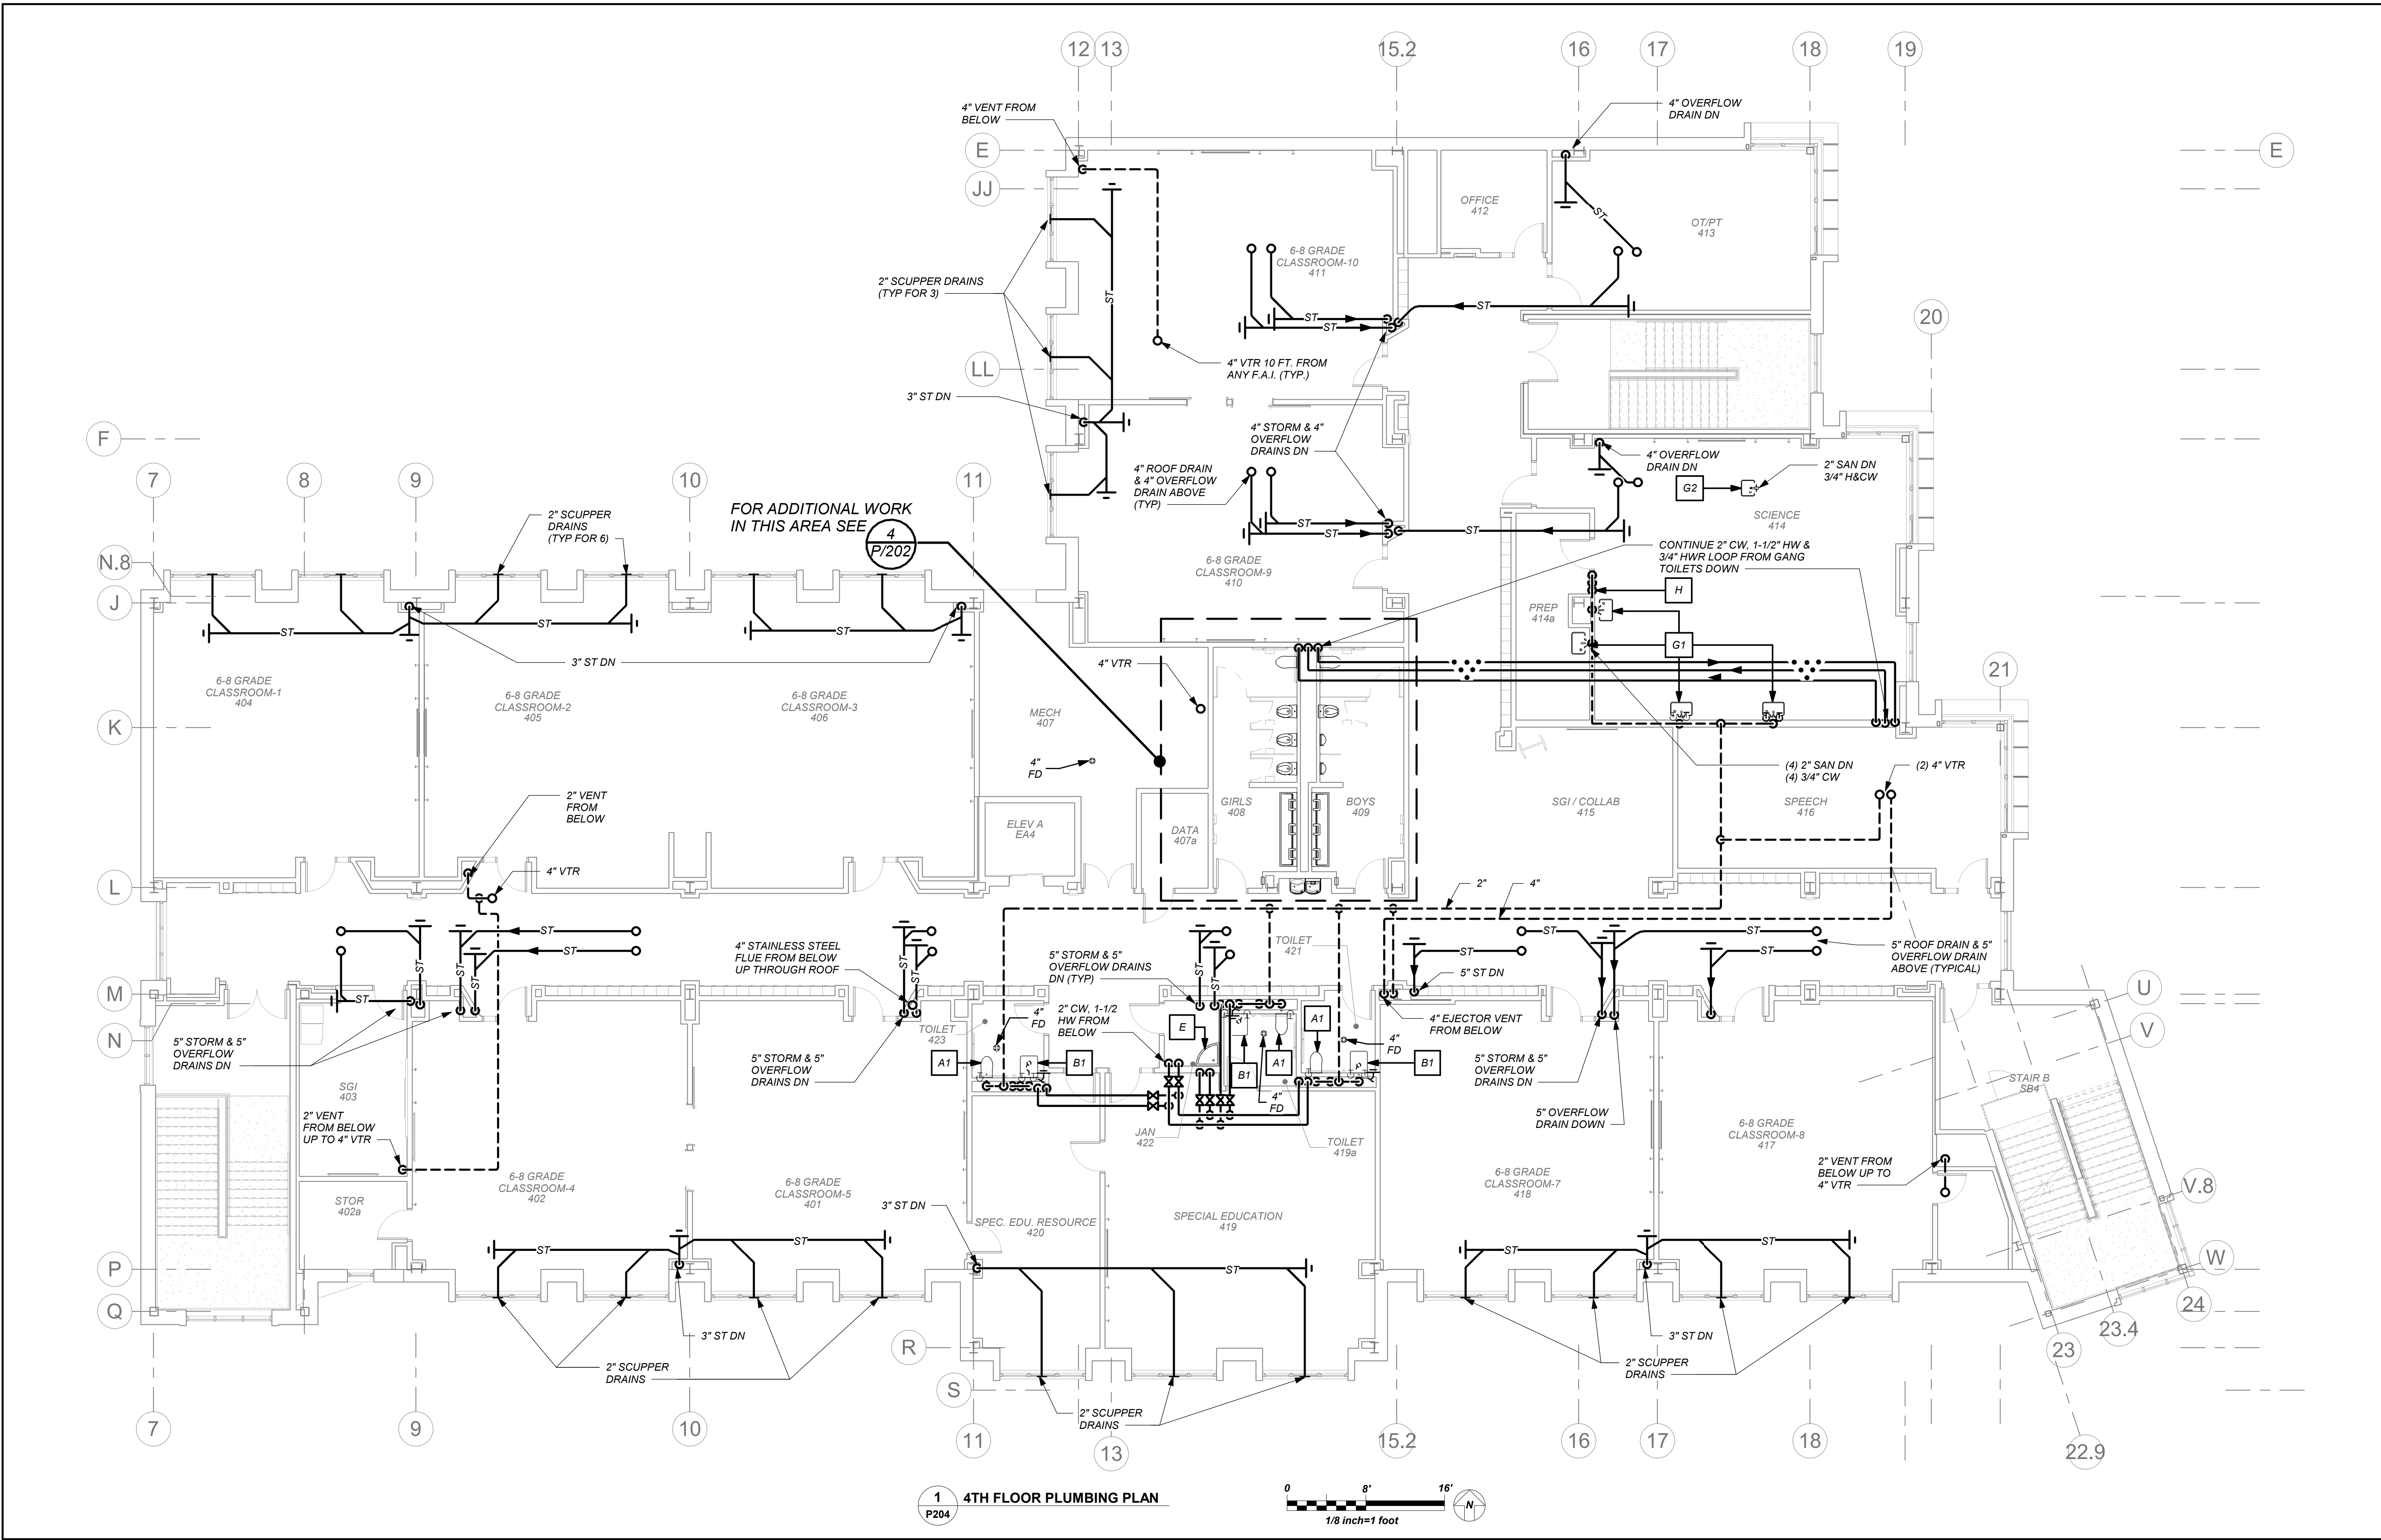 12
13
15.2
16
17
18
19
4" VENT FROM
BELOW
4" OVERFLOW
DRAIN DN
E
E
JJ
OFFICE
412
OT/PT
413
ST
6-8 GRADE
CLASSROOM-10
411
2" SCUPPER DRAINS
(TYP FOR 3)
ST
ST
ST
ST
20
LL
4" VTR 10 FT. FROM
ANY F.A.I. (TYP.)
3" ST DN
F
4" STORM & 4"
OVERFLOW
DRAINS DN
4" OVERFLOW
DRAIN DN
2" SAN DN
3/4" H&CW
G2
4" ROOF DRAIN
& 4" OVERFLOW
DRAIN ABOVE
(TYP)
7
8
9
10
11
FOR ADDITIONAL WORK
IN THIS AREA SEE
4
P/202
2" SCUPPER
DRAINS
(TYP FOR 6)
ST
ST
ST
SCIENCE
414
CONTINUE 2" CW, 1-1/2" HW &
3/4" HWR LOOP FROM GANG
TOILETS DOWN
N.8
J
6-8 GRADE
CLASSROOM-9
410
PREP
414a
H
G1
ST
ST
ST
3" ST DN
4" VTR
21
6-8 GRADE
CLASSROOM-1
404
6-8 GRADE
CLASSROOM-2
405
6-8 GRADE
CLASSROOM-3
406
MECH
407
K
4"
FD
(4) 2" SAN DN
(4) 3/4" CW
(2) 4" VTR
2" VENT
FROM
BELOW
ELEV A
EA4
DATA
407a
GIRLS
408
BOYS
409
SGI / COLLAB
415
SPEECH
416
L
4" VTR
2"
4"
ST
ST
ST
ST
4" STAINLESS STEEL
FLUE FROM BELOW
UP THROUGH ROOF
ST
ST
5" STORM & 5"
OVERFLOW DRAINS
DN (TYP)
ST
ST
TOILET
421
ST
ST
ST
ST
5" ROOF DRAIN & 5"
OVERFLOW DRAIN
ABOVE (TYPICAL)
5" ST DN
M
ST
ST
U
N
V
5" STORM & 5"
OVERFLOW
DRAINS DN
TOILET
423
4"
FD
2" CW, 1-1/2
HW FROM
BELOW
E
A1
4" EJECTOR VENT
FROM BELOW
4"
FD
A1
B1
B1
A1
B1
4"
FD
5" STORM & 5"
OVERFLOW
DRAINS DN
5" STORM & 5"
OVERFLOW
DRAINS DN
SGI
403
STAIR B
SB4
2" VENT
FROM BELOW
UP TO 4" VTR
5" OVERFLOW
DRAIN DOWN
JAN
422
TOILET
419a
6-8 GRADE
CLASSROOM-8
417
2" VENT FROM
BELOW UP TO
4" VTR
6-8 GRADE
CLASSROOM-4
402
6-8 GRADE
CLASSROOM-5
401
6-8 GRADE
CLASSROOM-7
418
STOR
402a
V.8
3" ST DN
SPEC. EDU. RESOURCE
420
SPECIAL EDUCATION
419
ST
ST
ST
ST
ST
P
W
Q
24
23.4
23
3" ST DN
3" ST DN
R
2" SCUPPER
DRAINS
2" SCUPPER
DRAINS
S
2" SCUPPER
DRAINS
7
9
10
11
13
15.2
16
17
18
22.9
1
P204
4TH FLOOR PLUMBING PLAN
0
8'
16'
1/8 inch=1 foot
N